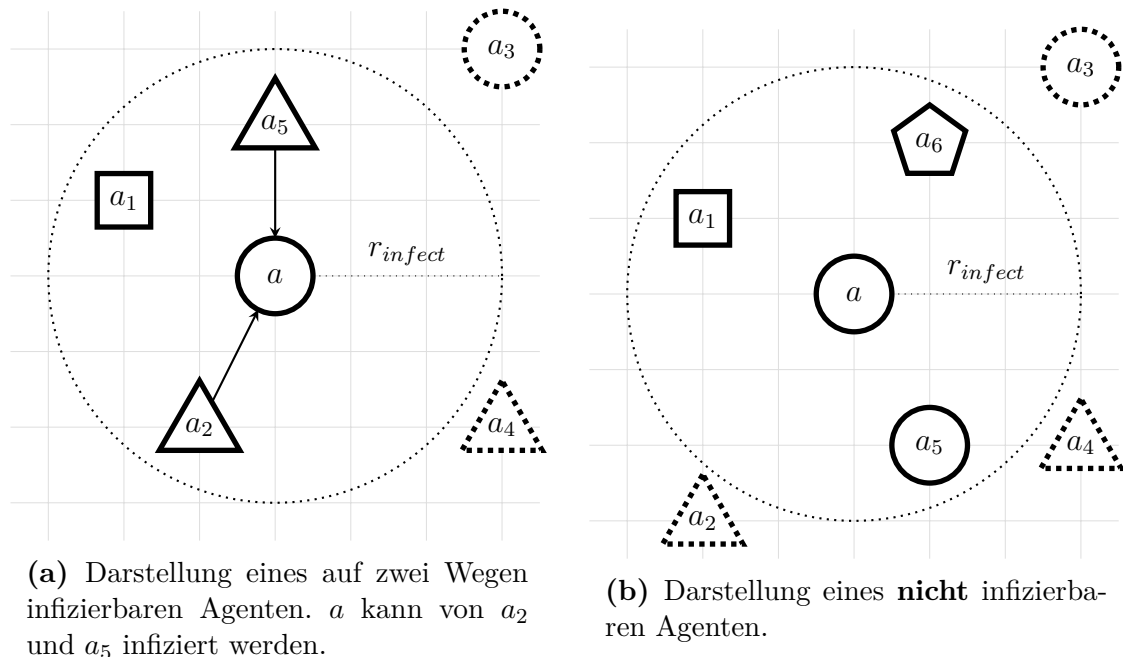 a₃
a₅
a₁
r_infect
a
a₂
a₄
(a) Darstellung eines auf zwei Wegen
infizierbaren Agenten. a kann von a₂
und a₅ infiziert werden.
a₃
a₆
a₁
r_infect
a
a₅
a₄
a₂
(b) Darstellung eines nicht infizierba-
ren Agenten.